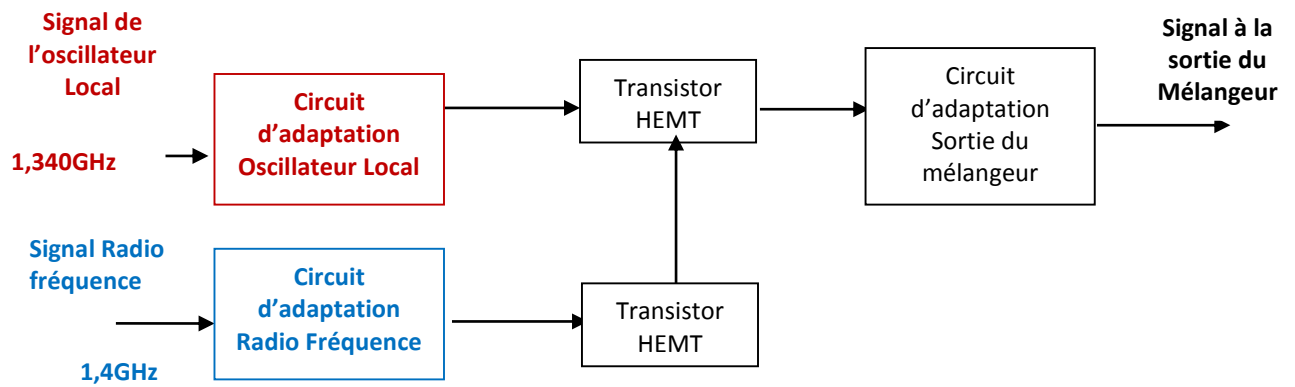 Signal de
l’oscillateur
Local
1,340GHz
Circuit
d’adaptation
Oscillateur Local
Transistor
HEMT
Circuit
d’adaptation
Sortie du
mélangeur
Signal à la
sortie du
Mélangeur
Signal Radio
fréquence
1,4GHz
Circuit
d’adaptation
Radio Fréquence
Transistor
HEMT